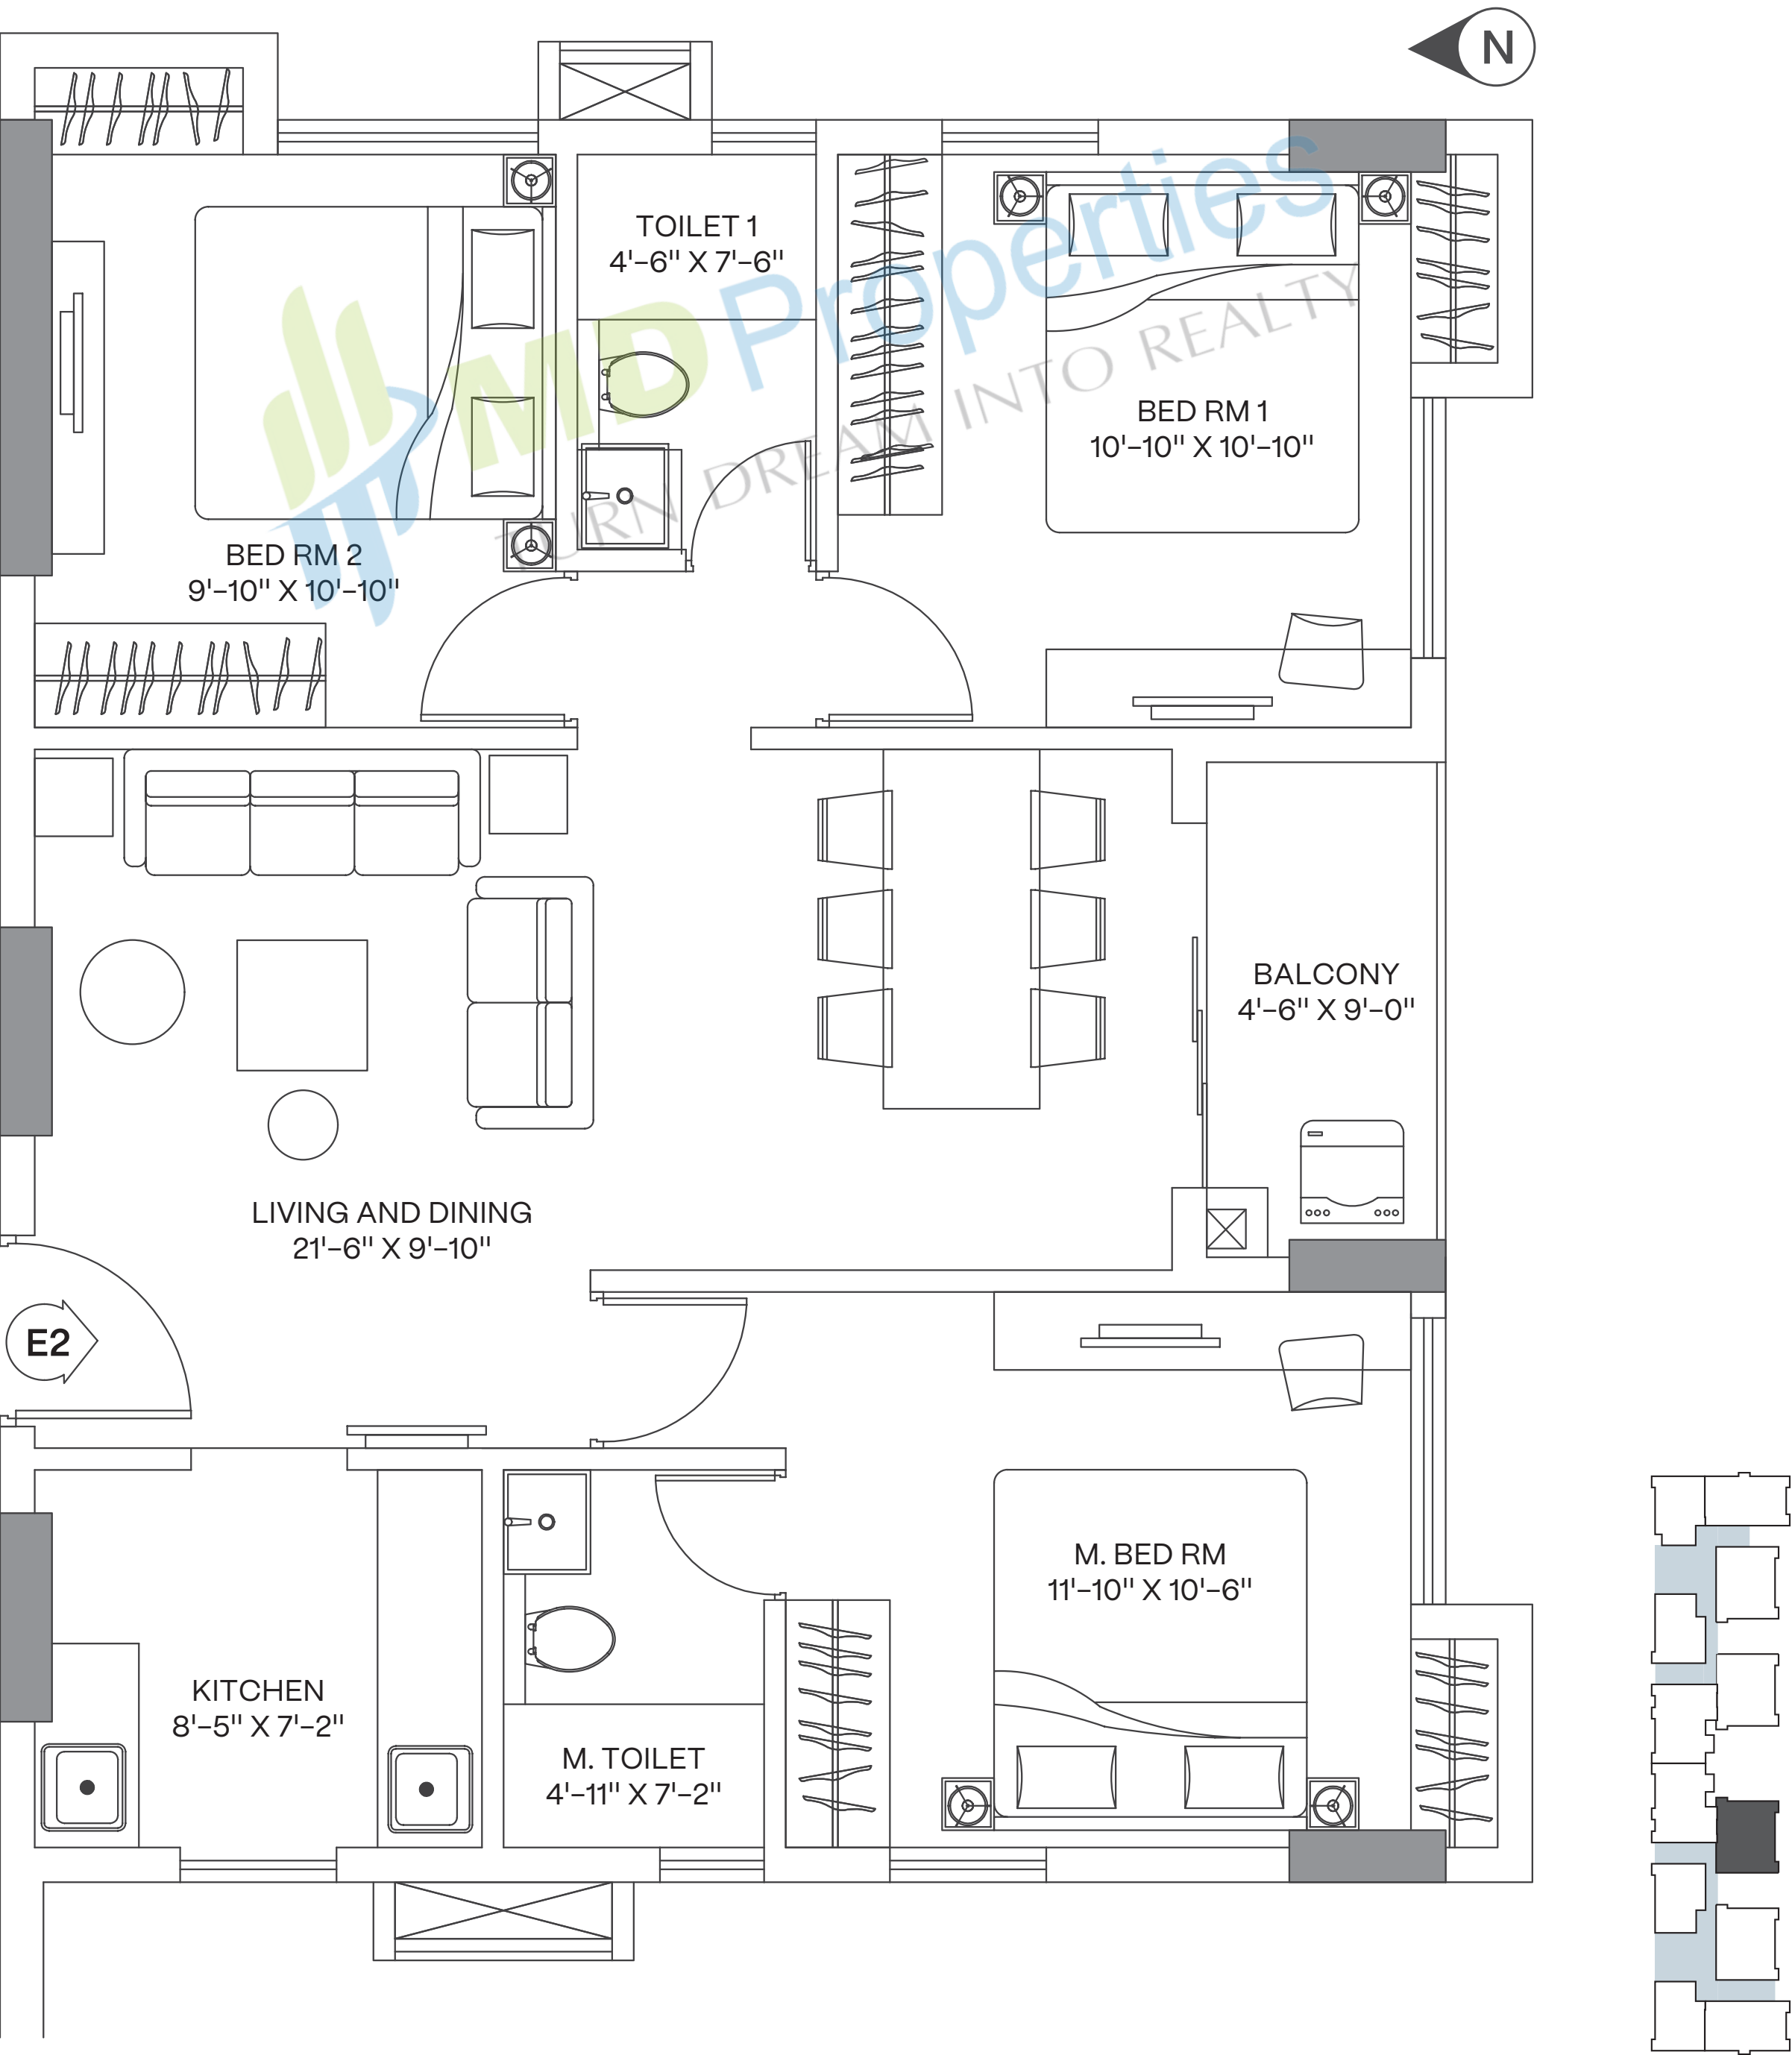 N
TOILET 1
4'–6" X 7'–6"
MD Properties
TURN DREAM INTO REALTY
BED RM 1
10'–10" X 10'–10"
BED RM 2
9'–10" X 10'–10"
BALCONY
4'–6" X 9'–0"
LIVING AND DINING
21'–6" X 9'–10"
E2
M. BED RM
11'–10" X 10'–6"
KITCHEN
8'–5" X 7'–2"
M. TOILET
4'–11" X 7'–2"